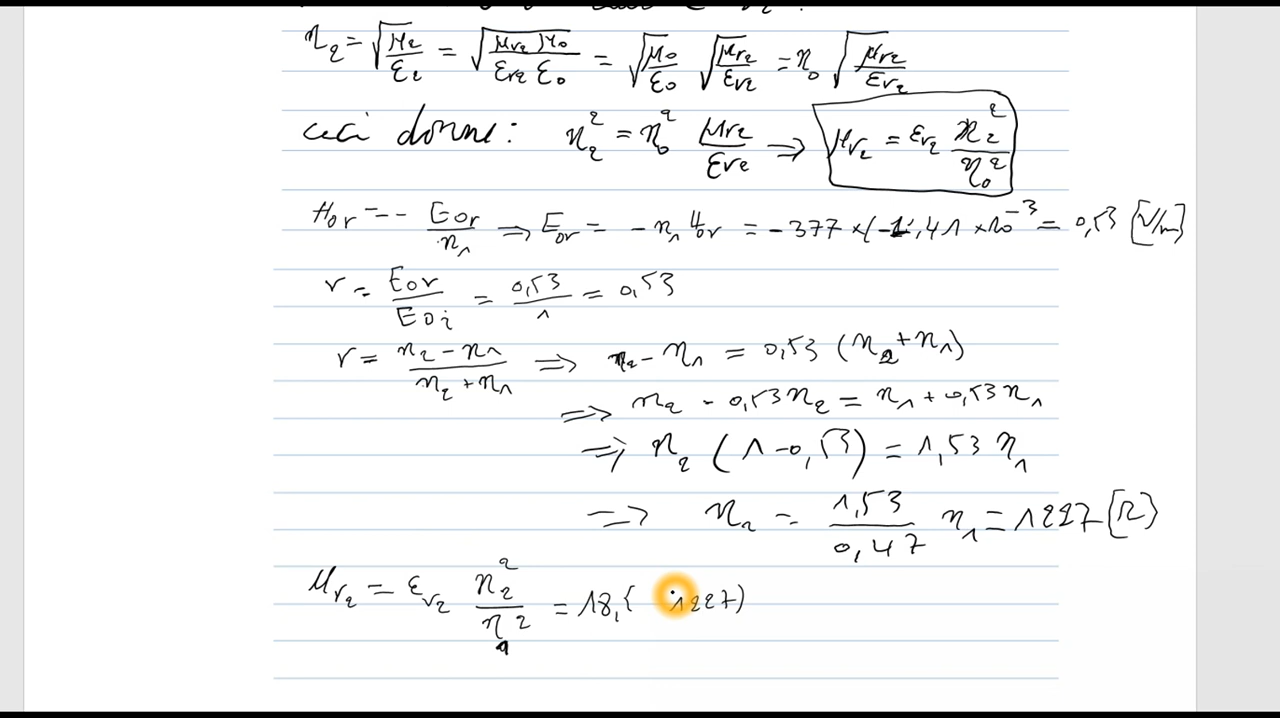 η₂ = √(μ₂/ε₂) = √(μr₂ μ₀/εr₂ ε₀) = √(μ₀/ε₀) √(μr₂/εr₂) = η₀ √(μr₂/εr₂)
ceci donne : η₂² = η₀² μr₂/εr₂ ⇒ μr₂ = εr₂ η₂²/η₀²
H₀r = - E₀r/η₁ ⇒ E₀r = - η₁ H₀r = - 377 × (-1,41 × 10⁻³ = 0,53 [V/m]
r = E₀r/E₀i = 0,53/1 = 0,53
r = η₂ - η₁/η₂ + η₁ ⇒ η₂ - η₁ = 0,53 (η₂ + η₁)
⇒ η₂ - 0,53 η₂ = η₁ + 0,53 η₁
⇒ η₂ (1 - 0,53) = 1,53 η₁
⇒ η₂ = 1,53/0,47 η₁ = 1227 [Ω]
μr₂ = εr₂ η₂²/η₀² = 18,( 1227)